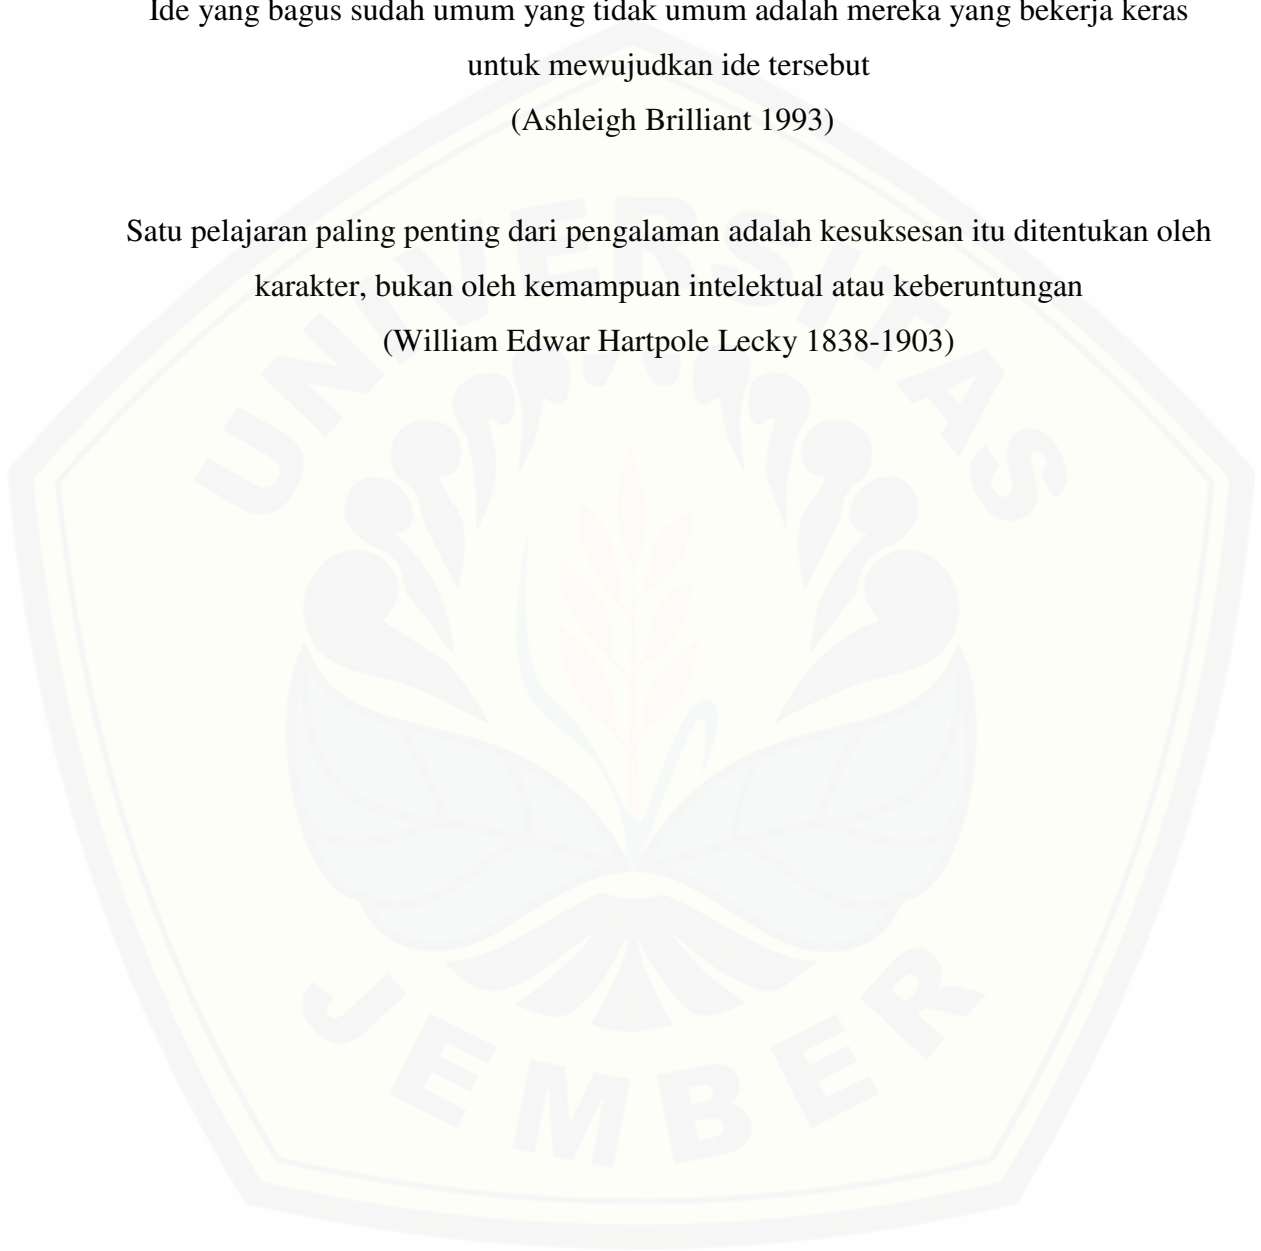 Ide yang bagus sudah umum yang tidak umum adalah mereka yang bekerja keras
untuk mewujudkan ide tersebut
(Ashleigh Brilliant 1993)
Satu pelajaran paling penting dari pengalaman adalah kesuksesan itu ditentukan oleh
karakter, bukan oleh kemampuan intelektual atau keberuntungan
(William Edwar Hartpole Lecky 1838-1903)
UNIVERSITAS
JEMBER